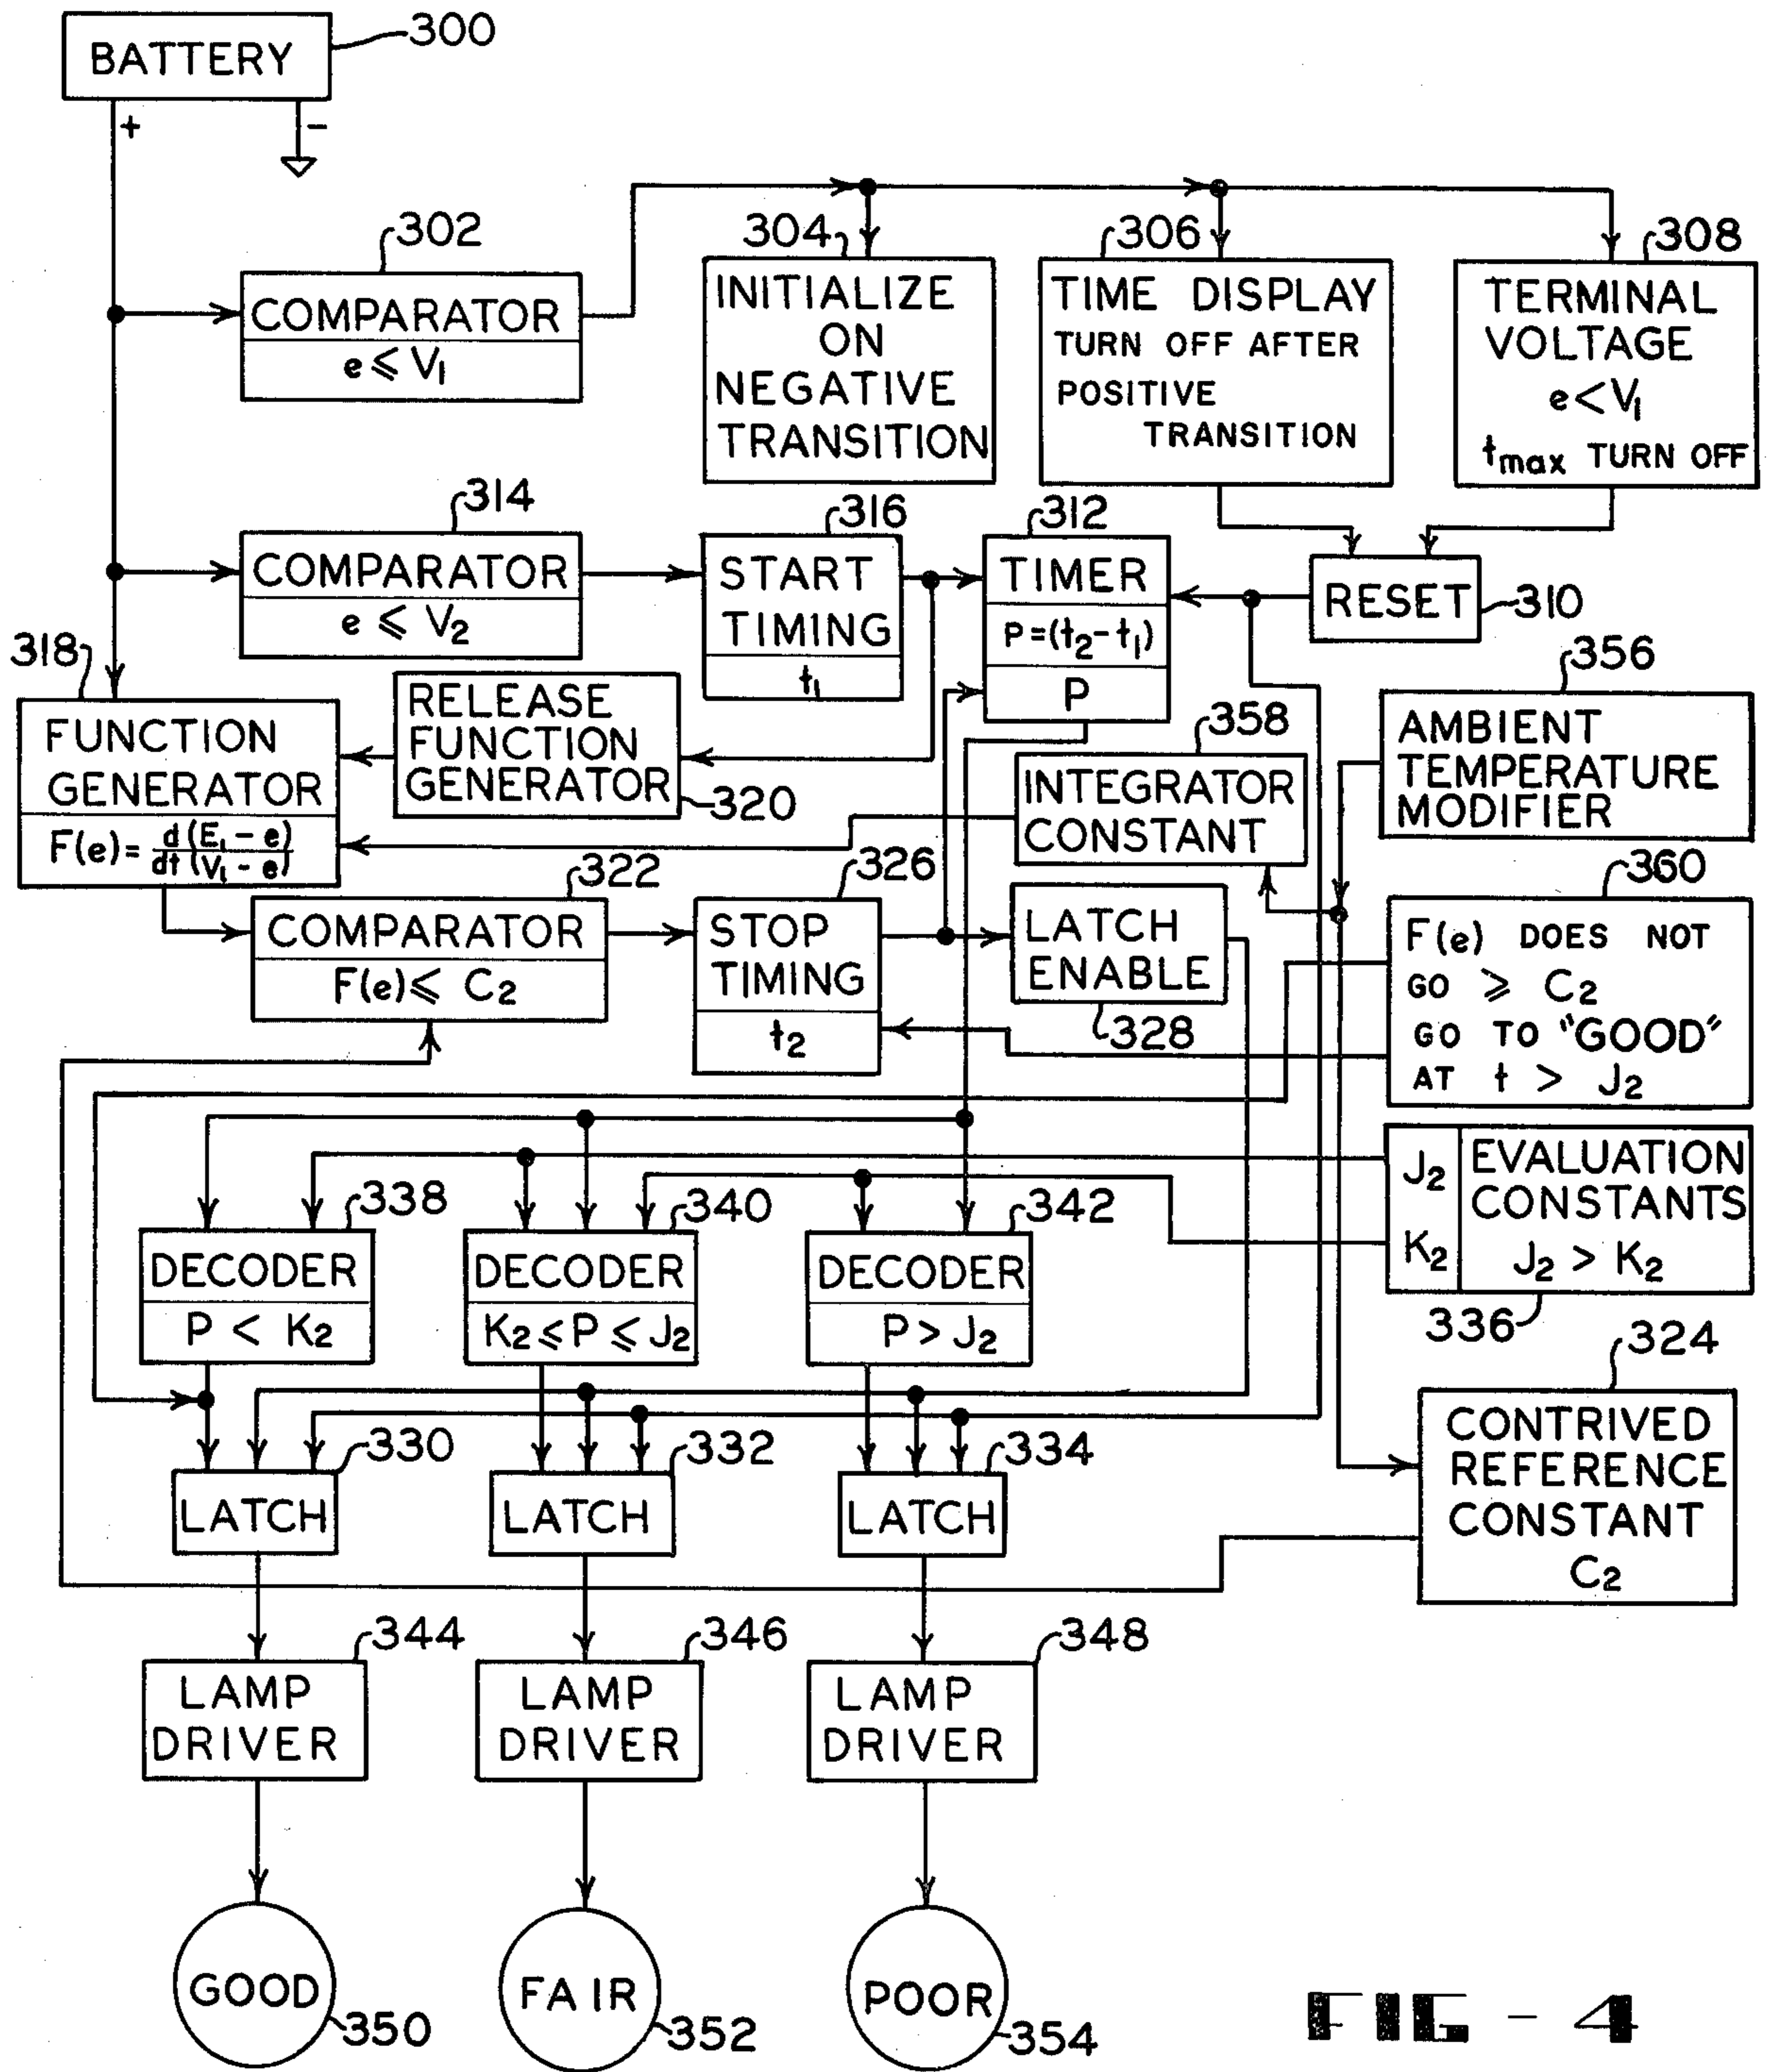 BATTERY
300
+
−
302
COMPARATOR
e ⩽ V₁
304
INITIALIZE
ON
NEGATIVE
TRANSITION
306
TIME DISPLAY
TURN OFF AFTER
POSITIVE
TRANSITION
308
TERMINAL
VOLTAGE
e < V₁
tmax TURN OFF
314
COMPARATOR
e ⩽ V₂
316
START
TIMING
t₁
312
TIMER
P=(t₂-t₁)
P
RESET
310
318
FUNCTION
GENERATOR
F(e)= d (E₁ - e)
dt (V₁ - e)
RELEASE
FUNCTION
GENERATOR
320
358
INTEGRATOR
CONSTANT
356
AMBIENT
TEMPERATURE
MODIFIER
322
COMPARATOR
F(e) ⩽ C₂
326
STOP
TIMING
t₂
LATCH
ENABLE
328
360
F(e) DOES NOT
GO ⩾ C₂
GO TO "GOOD"
AT t > J₂
J₂
K₂
EVALUATION
CONSTANTS
J₂ > K₂
336
338
DECODER
P < K₂
340
DECODER
K₂ ⩽ P ⩽ J₂
342
DECODER
P > J₂
324
CONTRIVED
REFERENCE
CONSTANT
C₂
330
LATCH
332
LATCH
334
LATCH
344
LAMP
DRIVER
346
LAMP
DRIVER
348
LAMP
DRIVER
GOOD
350
FAIR
352
POOR
354
FIG - 4